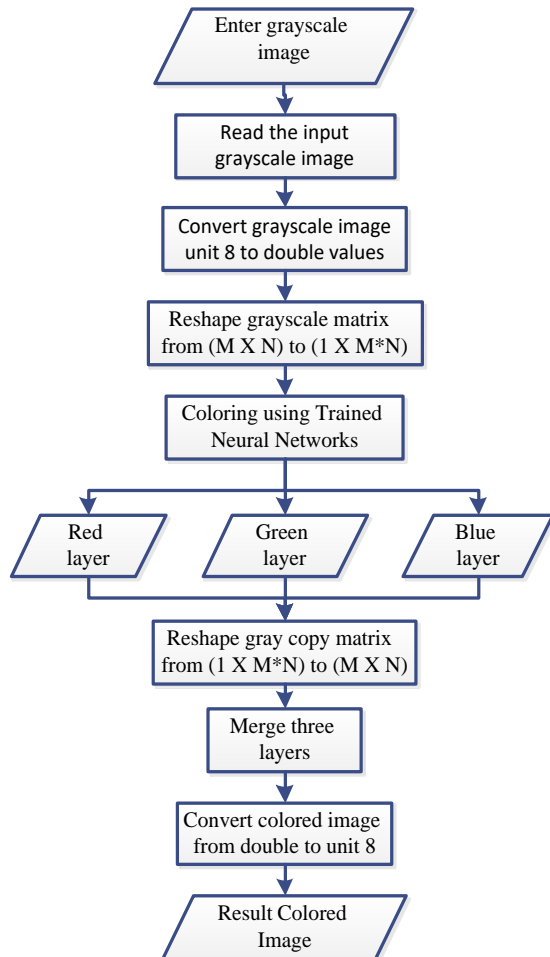 Enter grayscale
image
Read the input
grayscale image
Convert grayscale image
unit 8 to double values
Reshape grayscale matrix
from (M X N) to (1 X M*N)
Coloring using Trained
Neural Networks
Red
layer
Green
layer
Blue
layer
Reshape gray copy matrix
from (1 X M*N) to (M X N)
Merge three
layers
Convert colored image
from double to unit 8
Result Colored
Image